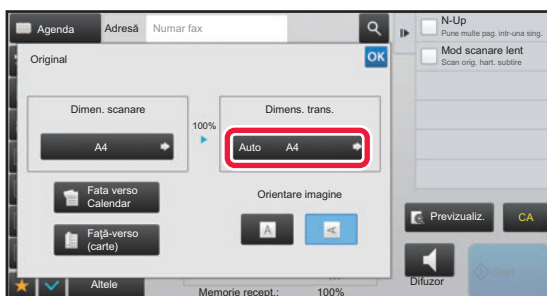 Agenda
Adresă
Numar fax
N-Up
Pune multe pag. intr-una sing.
Mod scanare lent
Scan orig. hart. subtire
Original
OK
Dimen. scanare
Dimens. trans.
100%
A4
Auto A4
Fata verso
Calendar
Orientare imagine
Faţă-verso
(carte)
A
A
Previzualiz.
CA
Start
Altele
Memorie recept.:
100%
Difuzor